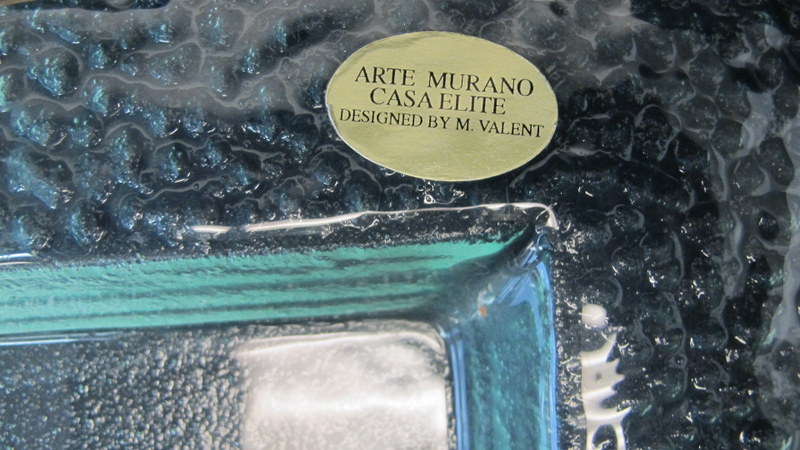 ARTE MURANO
CASA ELITE
DESIGNED BY M. VALENT